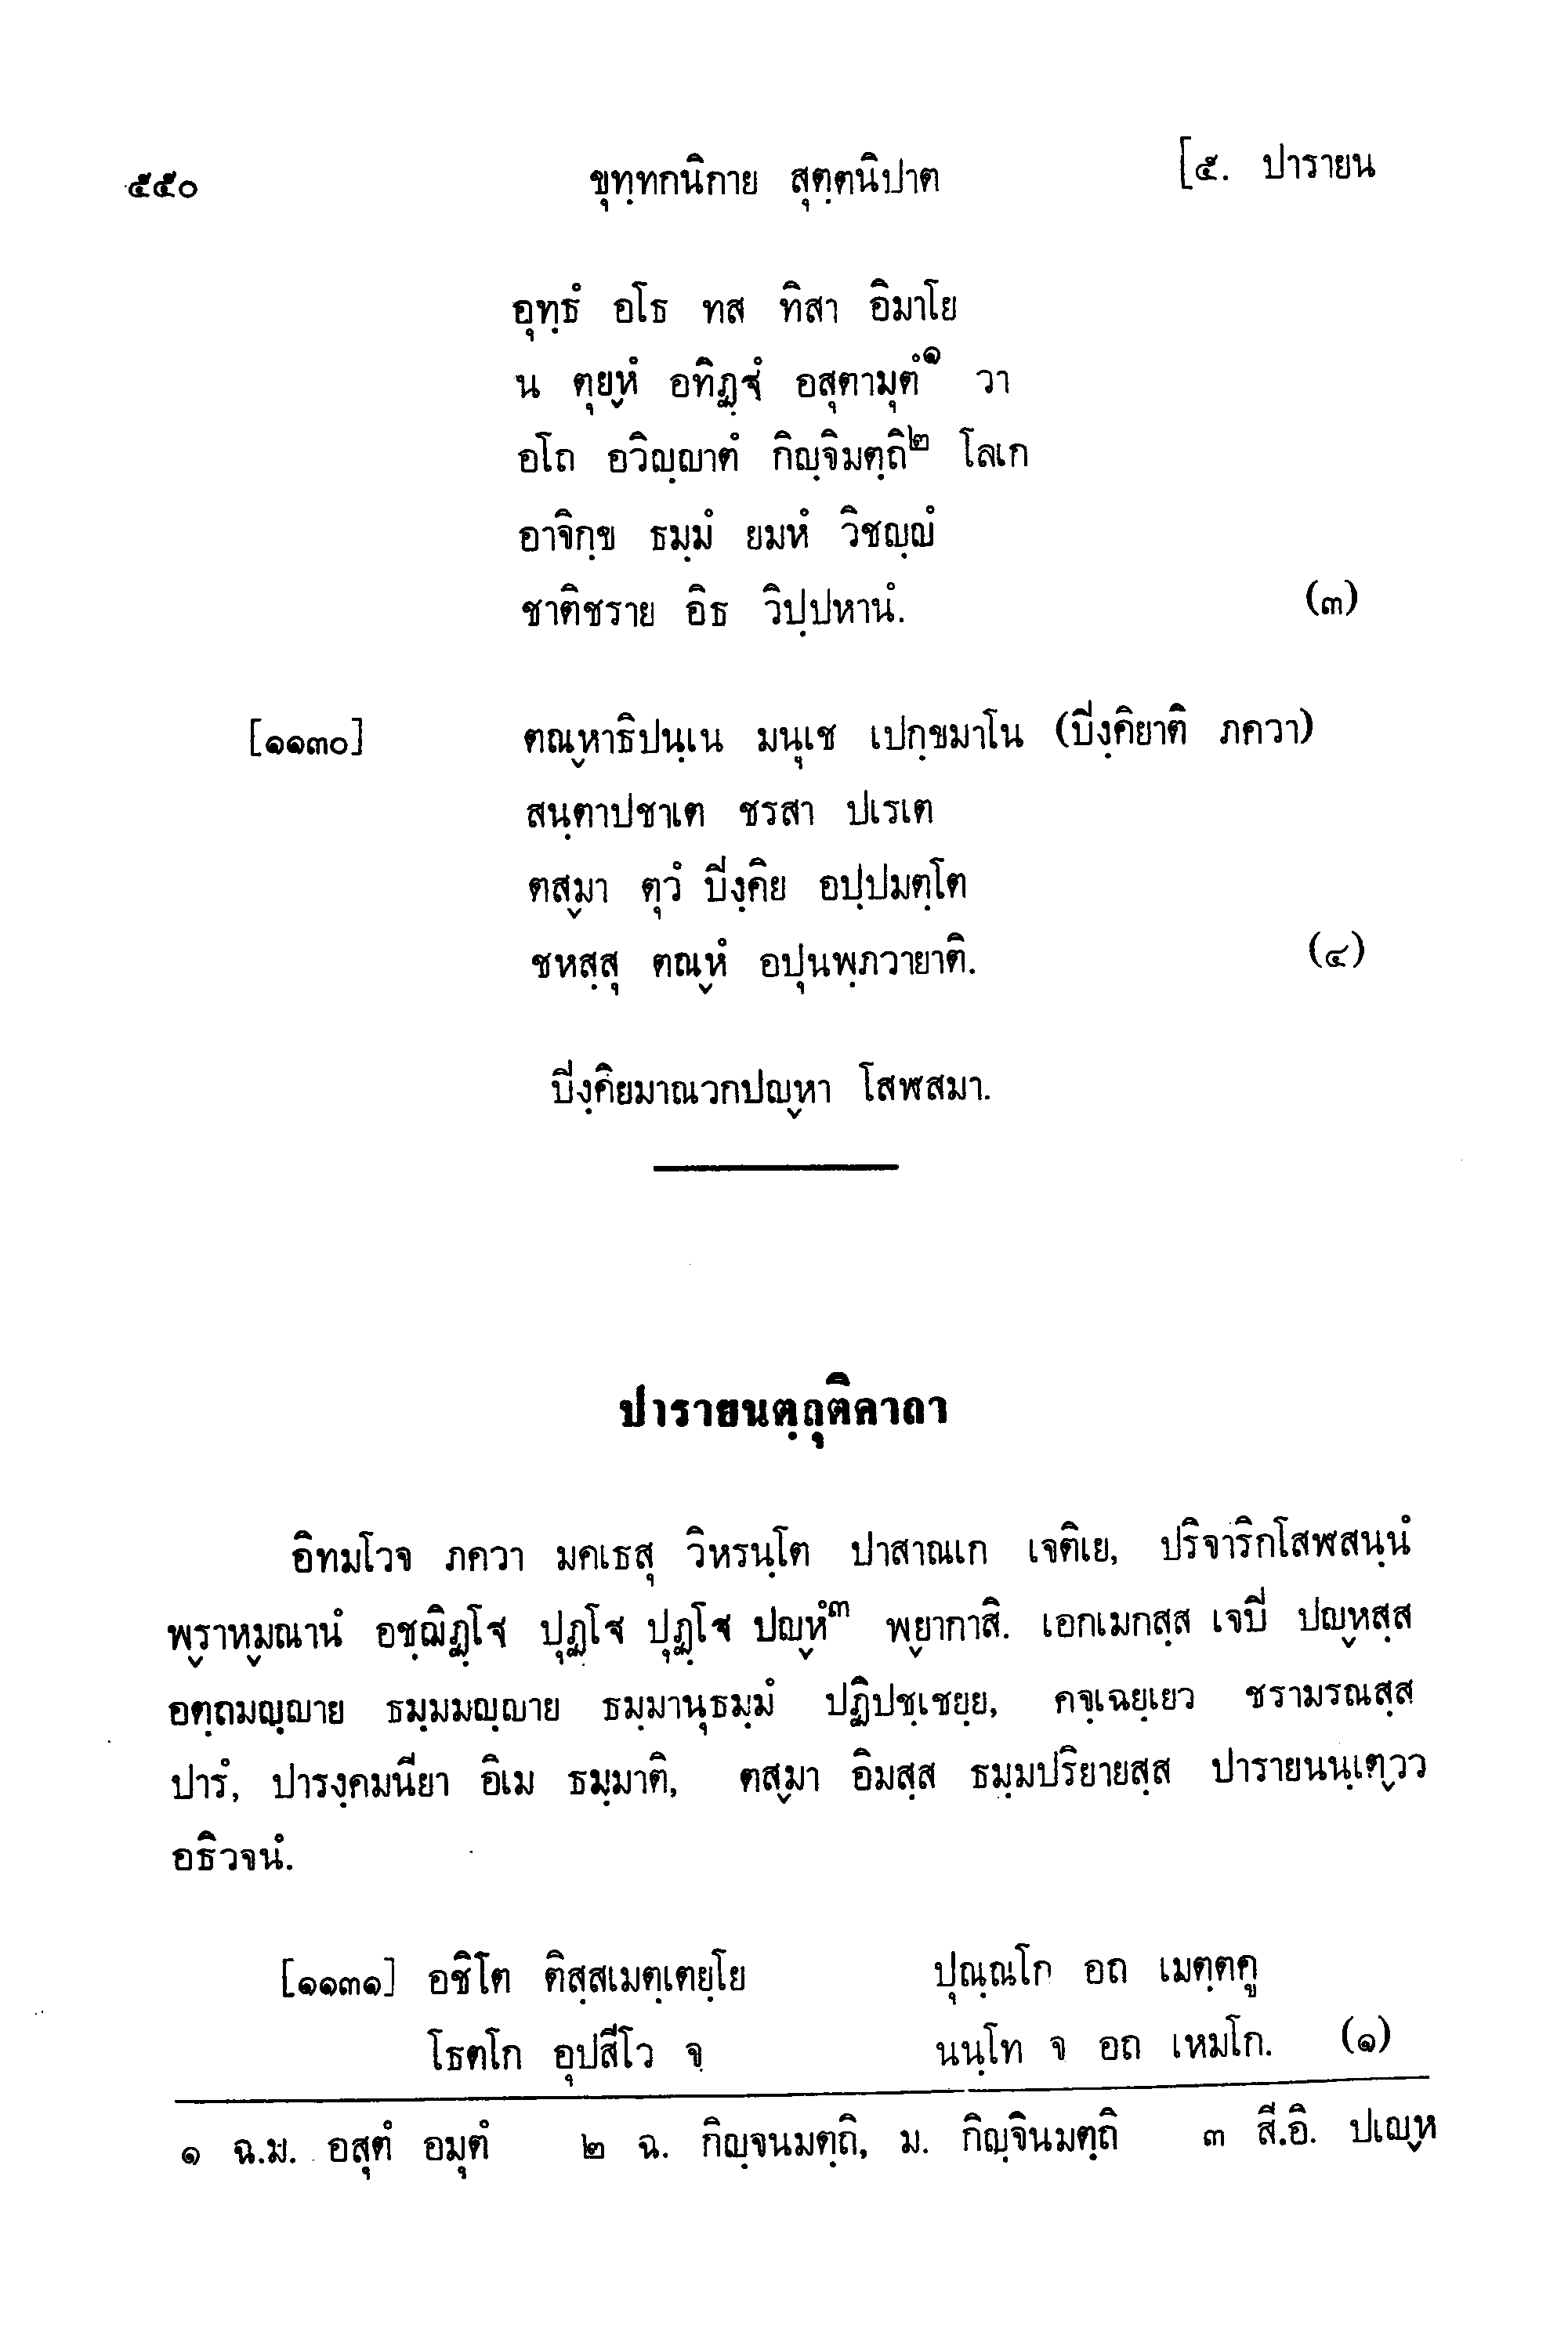 ๕๕๐ ขุทฺทกนิกาย สุตฺตนิปาต [๕. ปารายน
อุทฺธํ อโธ ทส ทิสา อิมาโย
น ตุยฺหํ อทิฏฺฐํ อสุตามุตํ๑ วา
อโถ อวิญฺญาตํ กิญฺจิมตฺถิ๒ โลเก
อาจิกฺข ธมฺมํ ยมหํ วิชญฺญํ
ชาติชราย อิธ วิปฺปหานํ. (๓)
[๑๑๓๐] ตณฺหาธิปนฺเน มนุเช เปกฺขมาโน (ปิงฺคิยาติ ภควา)
สนฺตาปชาเต ชรสา ปเรเต
ตสฺมา ตุวํ ปิงฺคิย อปฺปมตฺโต
ชหสฺสุ ตณฺหํ อปุนพฺภวายาติ. (๔)
ปิงฺคิยมาณวกปญฺหา โสฬสมา.
ปารายนตฺถุติคาถา
อิทมโวจ ภควา มคเธสุ วิหรนฺโต ปาสาณเก เจติเย, ปริจาริกโสฬสนฺนํ
พฺราหฺมณานํ อชฺฌิฏฺโฐ ปุฏฺโฐ ปุฏฺโฐ ปญฺหํ๓ พฺยากาสิ. เอกเมกสฺส เจปิ ปญฺหสฺส
อตฺถมญฺญาย ธมฺมมญฺญาย ธมฺมานุธมฺมํ ปฏิปชฺเชยฺย, คจฺเฉยฺเยว ชรามรณสฺส
ปารํ, ปารงฺคมนียา อิเม ธมฺมาติ, ตสฺมา อิมสฺส ธมฺมปริยายสฺส ปารายนนฺเตฺวว
อธิวจนํ.
[๑๑๓๑] อชิโต ติสฺสเมตฺเตยฺโย ปุณฺณโก อถ เมตฺตคู
โธตโก อุปสีโว จ นนฺโท จ อถ เหมโก. (๑)
๑ ฉ.ม. อสุตํ อมุตํ ๒ ฉ. กิญฺจนมตฺถิ, ม. กิญฺจินมตฺถิ ๓ สี.อิ. ปเญฺห